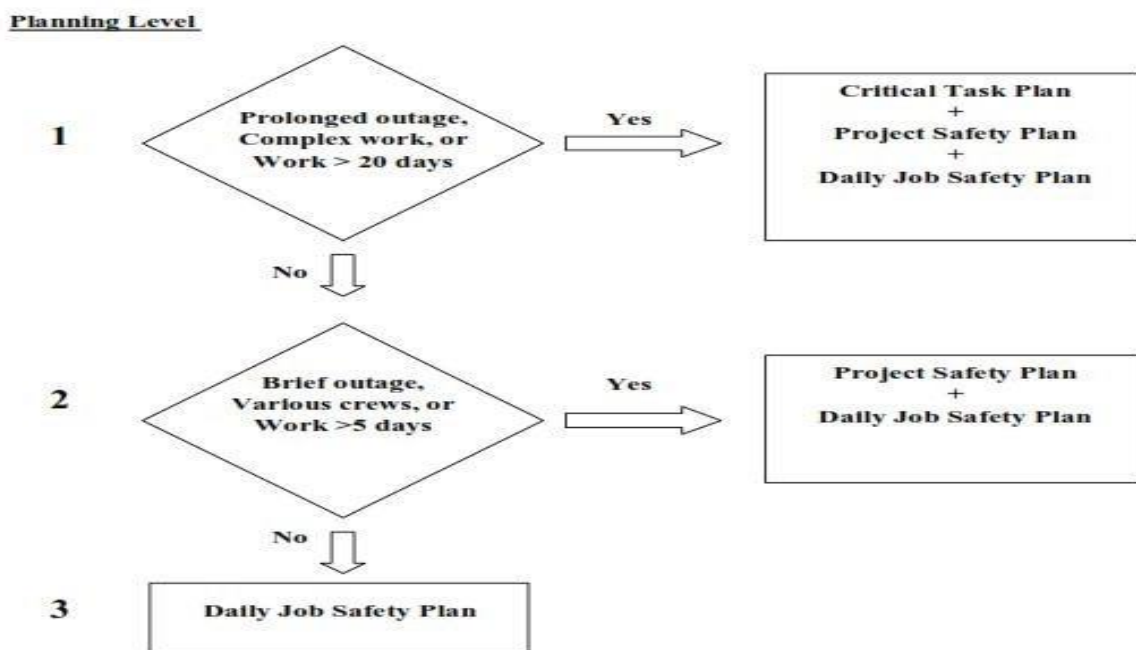 Planning Level
1
Prolonged outage,
Complex work, or
Work > 20 days
Yes
Critical Task Plan
+
Project Safety Plan
+
Daily Job Safety Plan
No
2
Brief outage,
Various crews, or
Work >5 days
Yes
Project Safety Plan
+
Daily Job Safety Plan
No
3
Daily Job Safety Plan